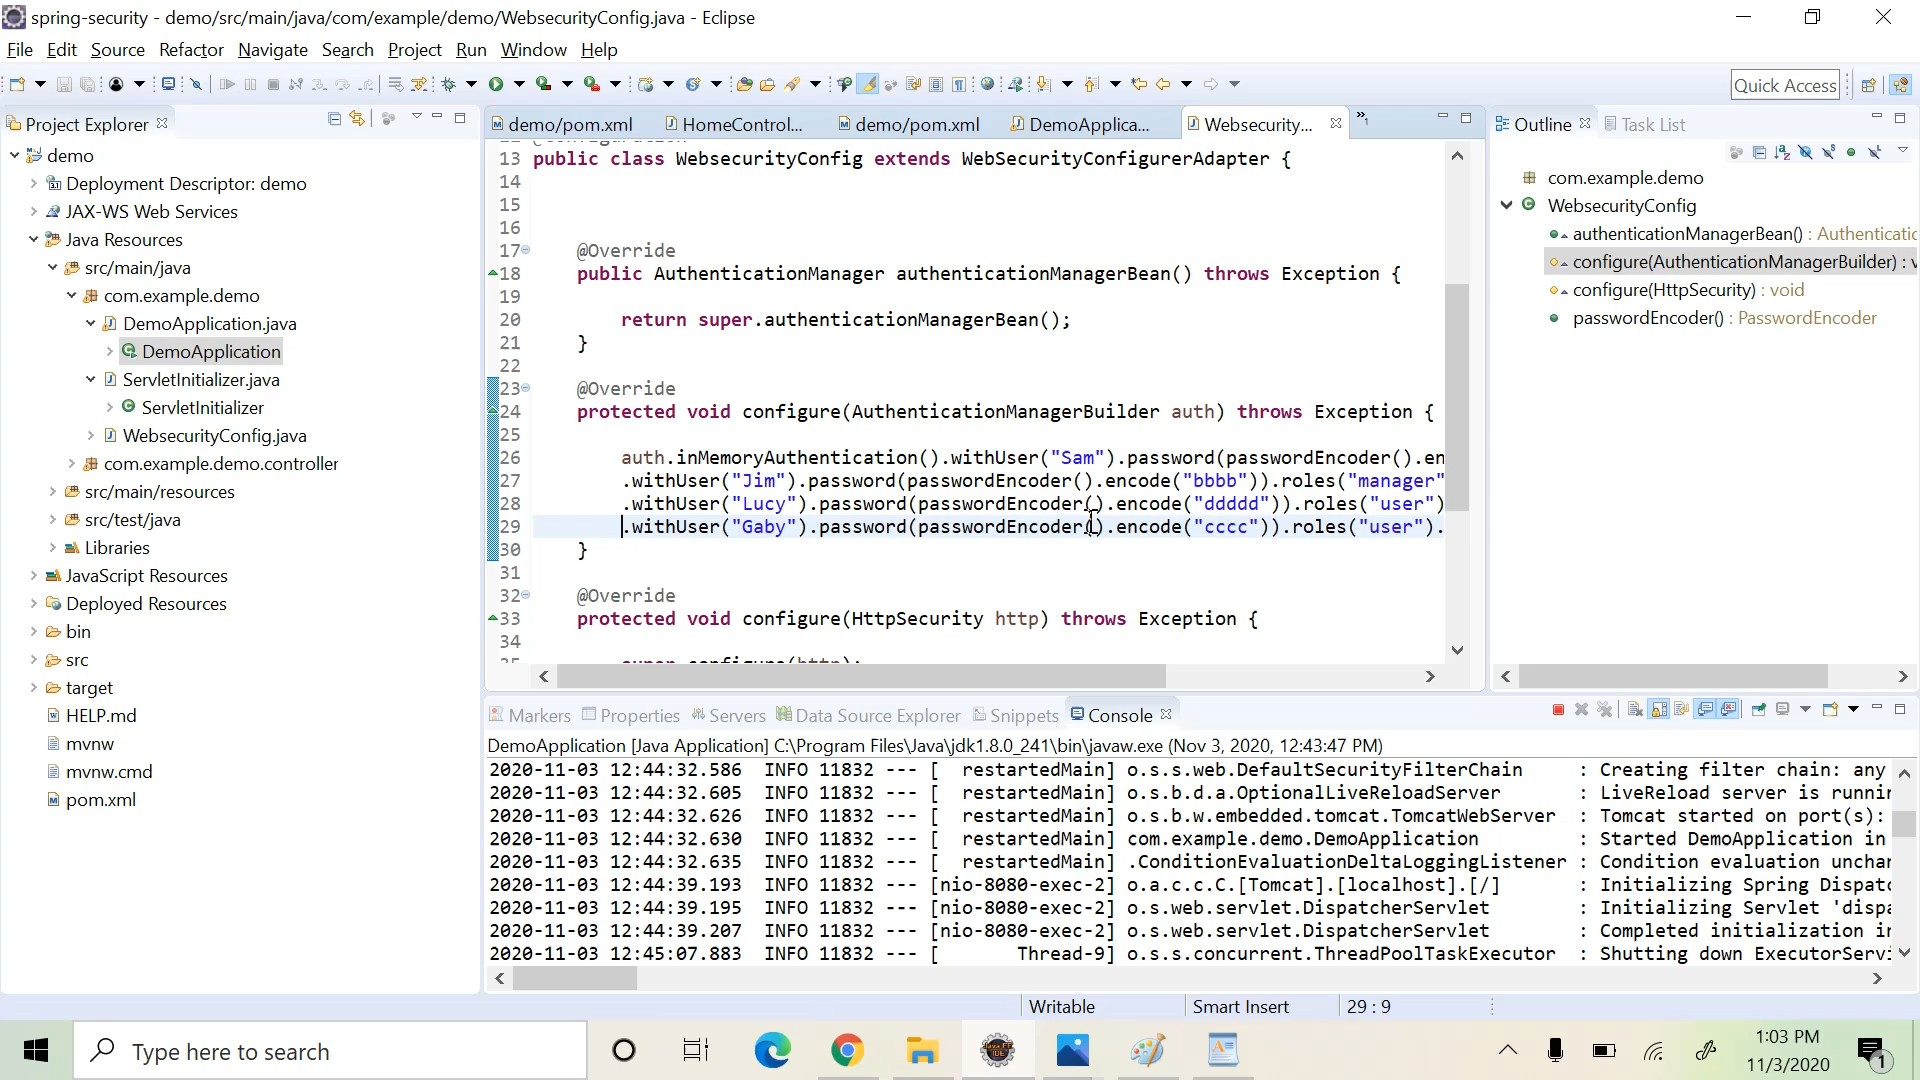 spring-security - demo/src/main/java/com/example/demo/WebsecurityConfig.java - Eclipse
File Edit Source Refactor Navigate Search Project Run Window Help
Quick Access
Project Explorer
demo
Deployment Descriptor: demo
JAX-WS Web Services
Java Resources
src/main/java
com.example.demo
DemoApplication.java
DemoApplication
ServletInitializer.java
ServletInitializer
WebsecurityConfig.java
com.example.demo.controller
src/main/resources
src/test/java
Libraries
JavaScript Resources
Deployed Resources
bin
src
target
HELP.md
mvnw
mvnw.cmd
pom.xml
demo/pom.xml HomeControl... demo/pom.xml DemoApplica... Websecurity... »1
13 public class WebsecurityConfig extends WebSecurityConfigurerAdapter {
14
15
16
17 @Override
18 public AuthenticationManager authenticationManagerBean() throws Exception {
19
20 return super.authenticationManagerBean();
21 }
22
23 @Override
24 protected void configure(AuthenticationManagerBuilder auth) throws Exception {
25
26 auth.inMemoryAuthentication().withUser("Sam").password(passwordEncoder().en
27 .withUser("Jim").password(passwordEncoder().encode("bbbb")).roles("manager"
28 .withUser("Lucy").password(passwordEncoder().encode("ddddd")).roles("user")
29 .withUser("Gaby").password(passwordEncoder().encode("cccc")).roles("user").
30 }
31
32 @Override
33 protected void configure(HttpSecurity http) throws Exception {
34
Outline Task List
com.example.demo
WebsecurityConfig
authenticationManagerBean() : Authenticatic
configure(AuthenticationManagerBuilder) : v
configure(HttpSecurity) : void
passwordEncoder() : PasswordEncoder
Markers Properties Servers Data Source Explorer Snippets Console
DemoApplication [Java Application] C:\Program Files\Java\jdk1.8.0_241\bin\javaw.exe (Nov 3, 2020, 12:43:47 PM)
2020-11-03 12:44:32.586 INFO 11832 --- [ restartedMain] o.s.s.web.DefaultSecurityFilterChain : Creating filter chain: any
2020-11-03 12:44:32.605 INFO 11832 --- [ restartedMain] o.s.b.d.a.OptionalLiveReloadServer : LiveReload server is runnin
2020-11-03 12:44:32.626 INFO 11832 --- [ restartedMain] o.s.b.w.embedded.tomcat.TomcatWebServer : Tomcat started on port(s):
2020-11-03 12:44:32.630 INFO 11832 --- [ restartedMain] com.example.demo.DemoApplication : Started DemoApplication in
2020-11-03 12:44:32.635 INFO 11832 --- [ restartedMain] .ConditionEvaluationDeltaLoggingListener : Condition evaluation unchar
2020-11-03 12:44:39.193 INFO 11832 --- [nio-8080-exec-2] o.a.c.c.C.[Tomcat].[localhost].[/] : Initializing Spring Dispatc
2020-11-03 12:44:39.195 INFO 11832 --- [nio-8080-exec-2] o.s.web.servlet.DispatcherServlet : Initializing Servlet 'dispa
2020-11-03 12:44:39.207 INFO 11832 --- [nio-8080-exec-2] o.s.web.servlet.DispatcherServlet : Completed initialization in
2020-11-03 12:45:07.883 INFO 11832 --- [ Thread-9] o.s.s.concurrent.ThreadPoolTaskExecutor : Shutting down ExecutorServi
Writable Smart Insert 29 : 9
Type here to search
1:03 PM
11/3/2020
1